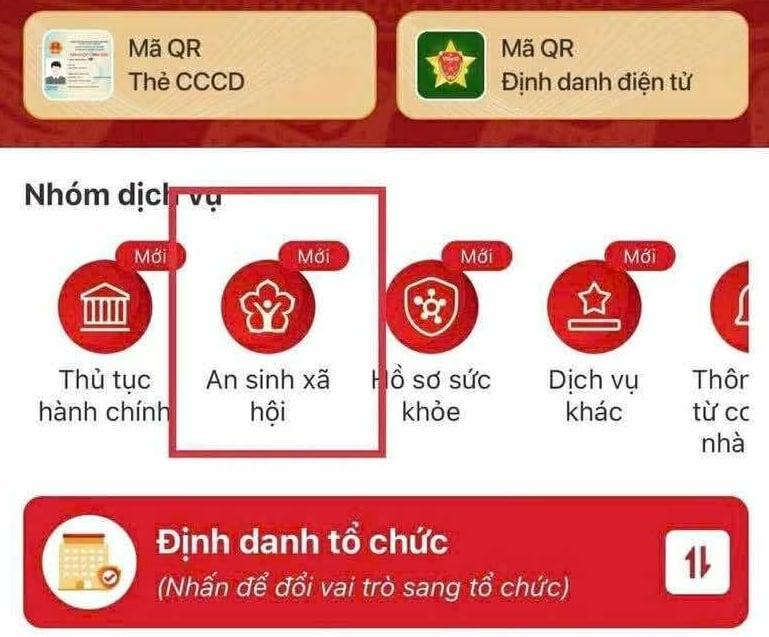 Mã QR
Thẻ CCCD
Mã QR
Định danh điện tử
Nhóm dịch vụ
Mới
Mới
Mới
Mới
Thủ tục
hành chính
An sinh xã
hội
Hồ sơ sức
khỏe
Dịch vụ
khác
từ
nhà
Định danh tổ chức
(Nhấn để đổi vai trò sang tổ chức)